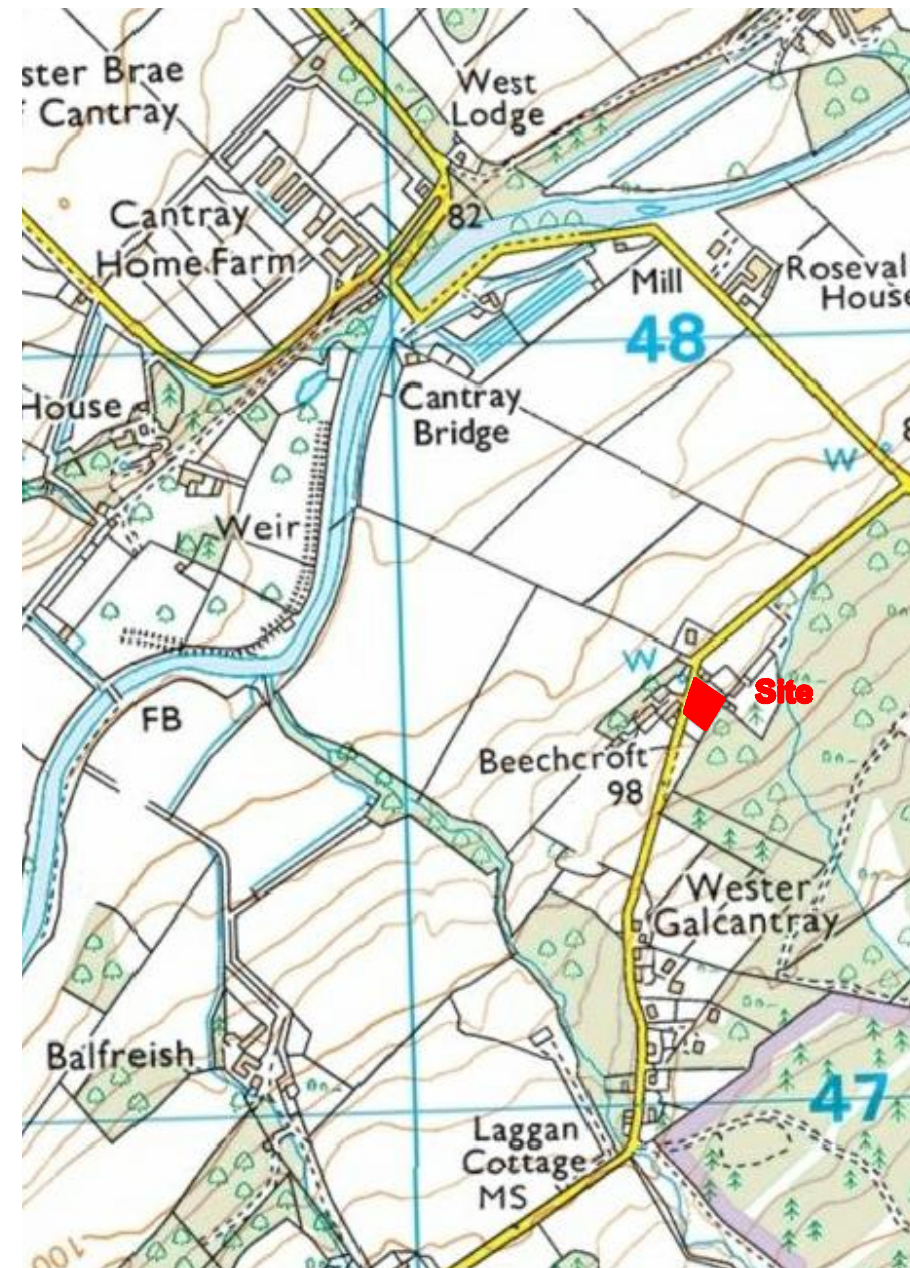 ster Brae
Cantray
West
Lodge
82
Cantray
Home Farm
Mill
Roseval
House
48
House
Cantray
Bridge
W
Weir
W
Site
FB
Beechcroft
98
Wester
Galcantray
Balfreish
47
Laggan
Cottage
MS
100